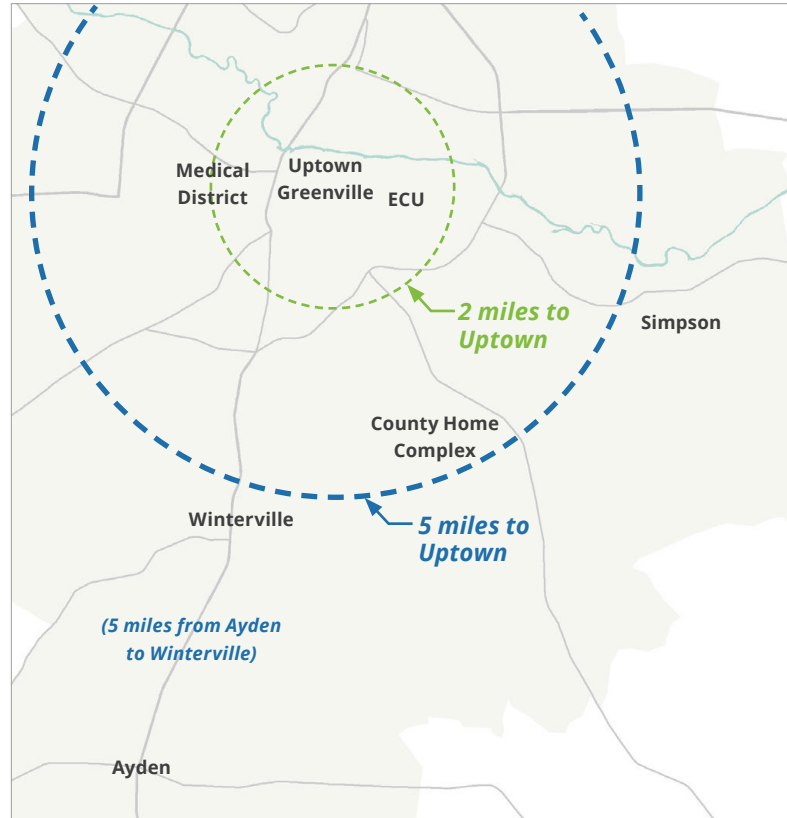 Medical
District
Uptown
Greenville
ECU
2 miles to
Uptown
Simpson
County Home
Complex
Winterville
5 miles to
Uptown
(5 miles from Ayden
to Winterville)
Ayden